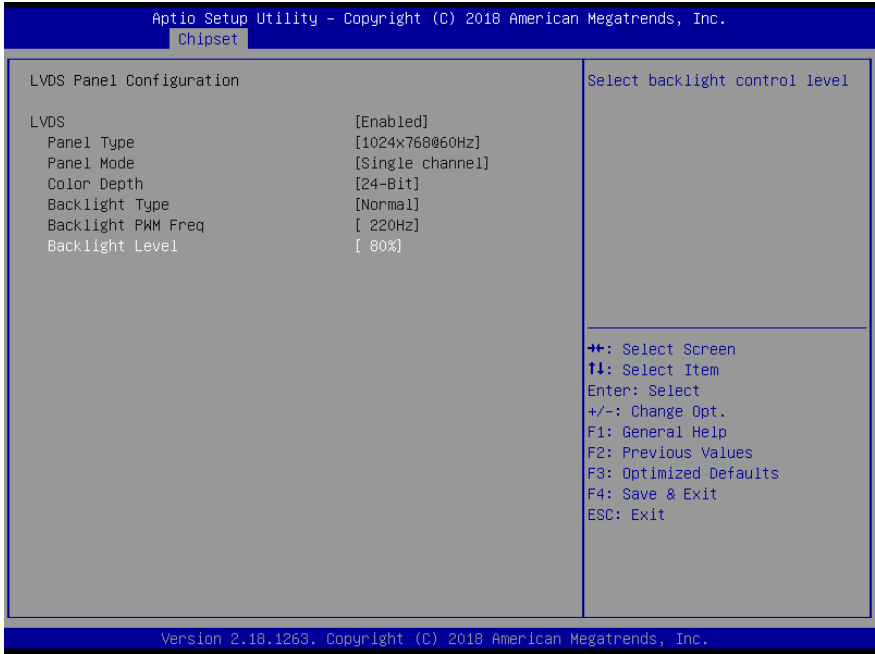 Aptio Setup Utility – Copyright (C) 2018 American Megatrends, Inc.
Chipset
LVDS Panel Configuration
LVDS [Enabled]
Panel Type [1024x768@60Hz]
Panel Mode [Single channel]
Color Depth [24-Bit]
Backlight Type [Normal]
Backlight PWM Freq [ 220Hz]
Backlight Level [ 80%]
Select backlight control level
→←: Select Screen
↑↓: Select Item
Enter: Select
+/-: Change Opt.
F1: General Help
F2: Previous Values
F3: Optimized Defaults
F4: Save & Exit
ESC: Exit
Version 2.18.1263. Copyright (C) 2018 American Megatrends, Inc.